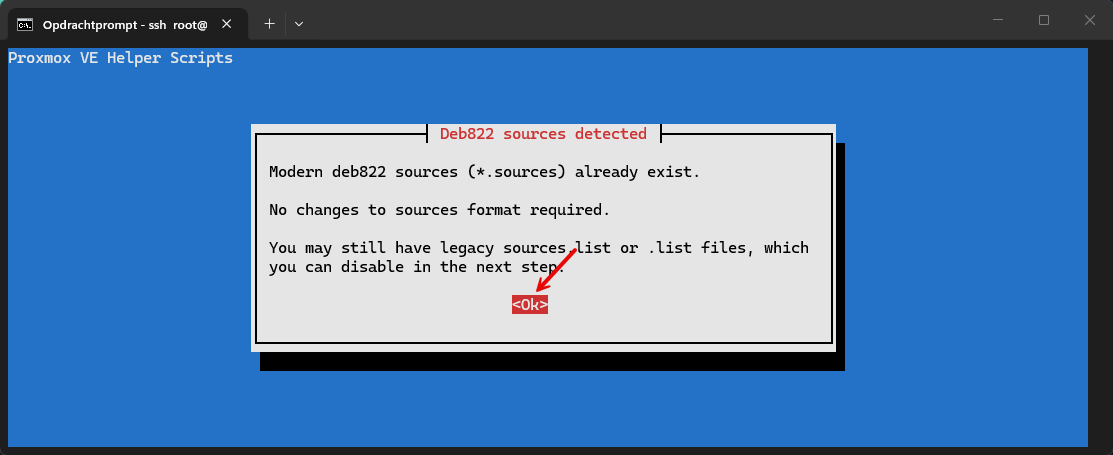 Opdrachtprompt - ssh root@
Proxmox VE Helper Scripts
Deb822 sources detected
Modern deb822 sources (*.sources) already exist.
No changes to sources format required.
You may still have legacy sources.list or .list files, which
you can disable in the next step.
<Ok>